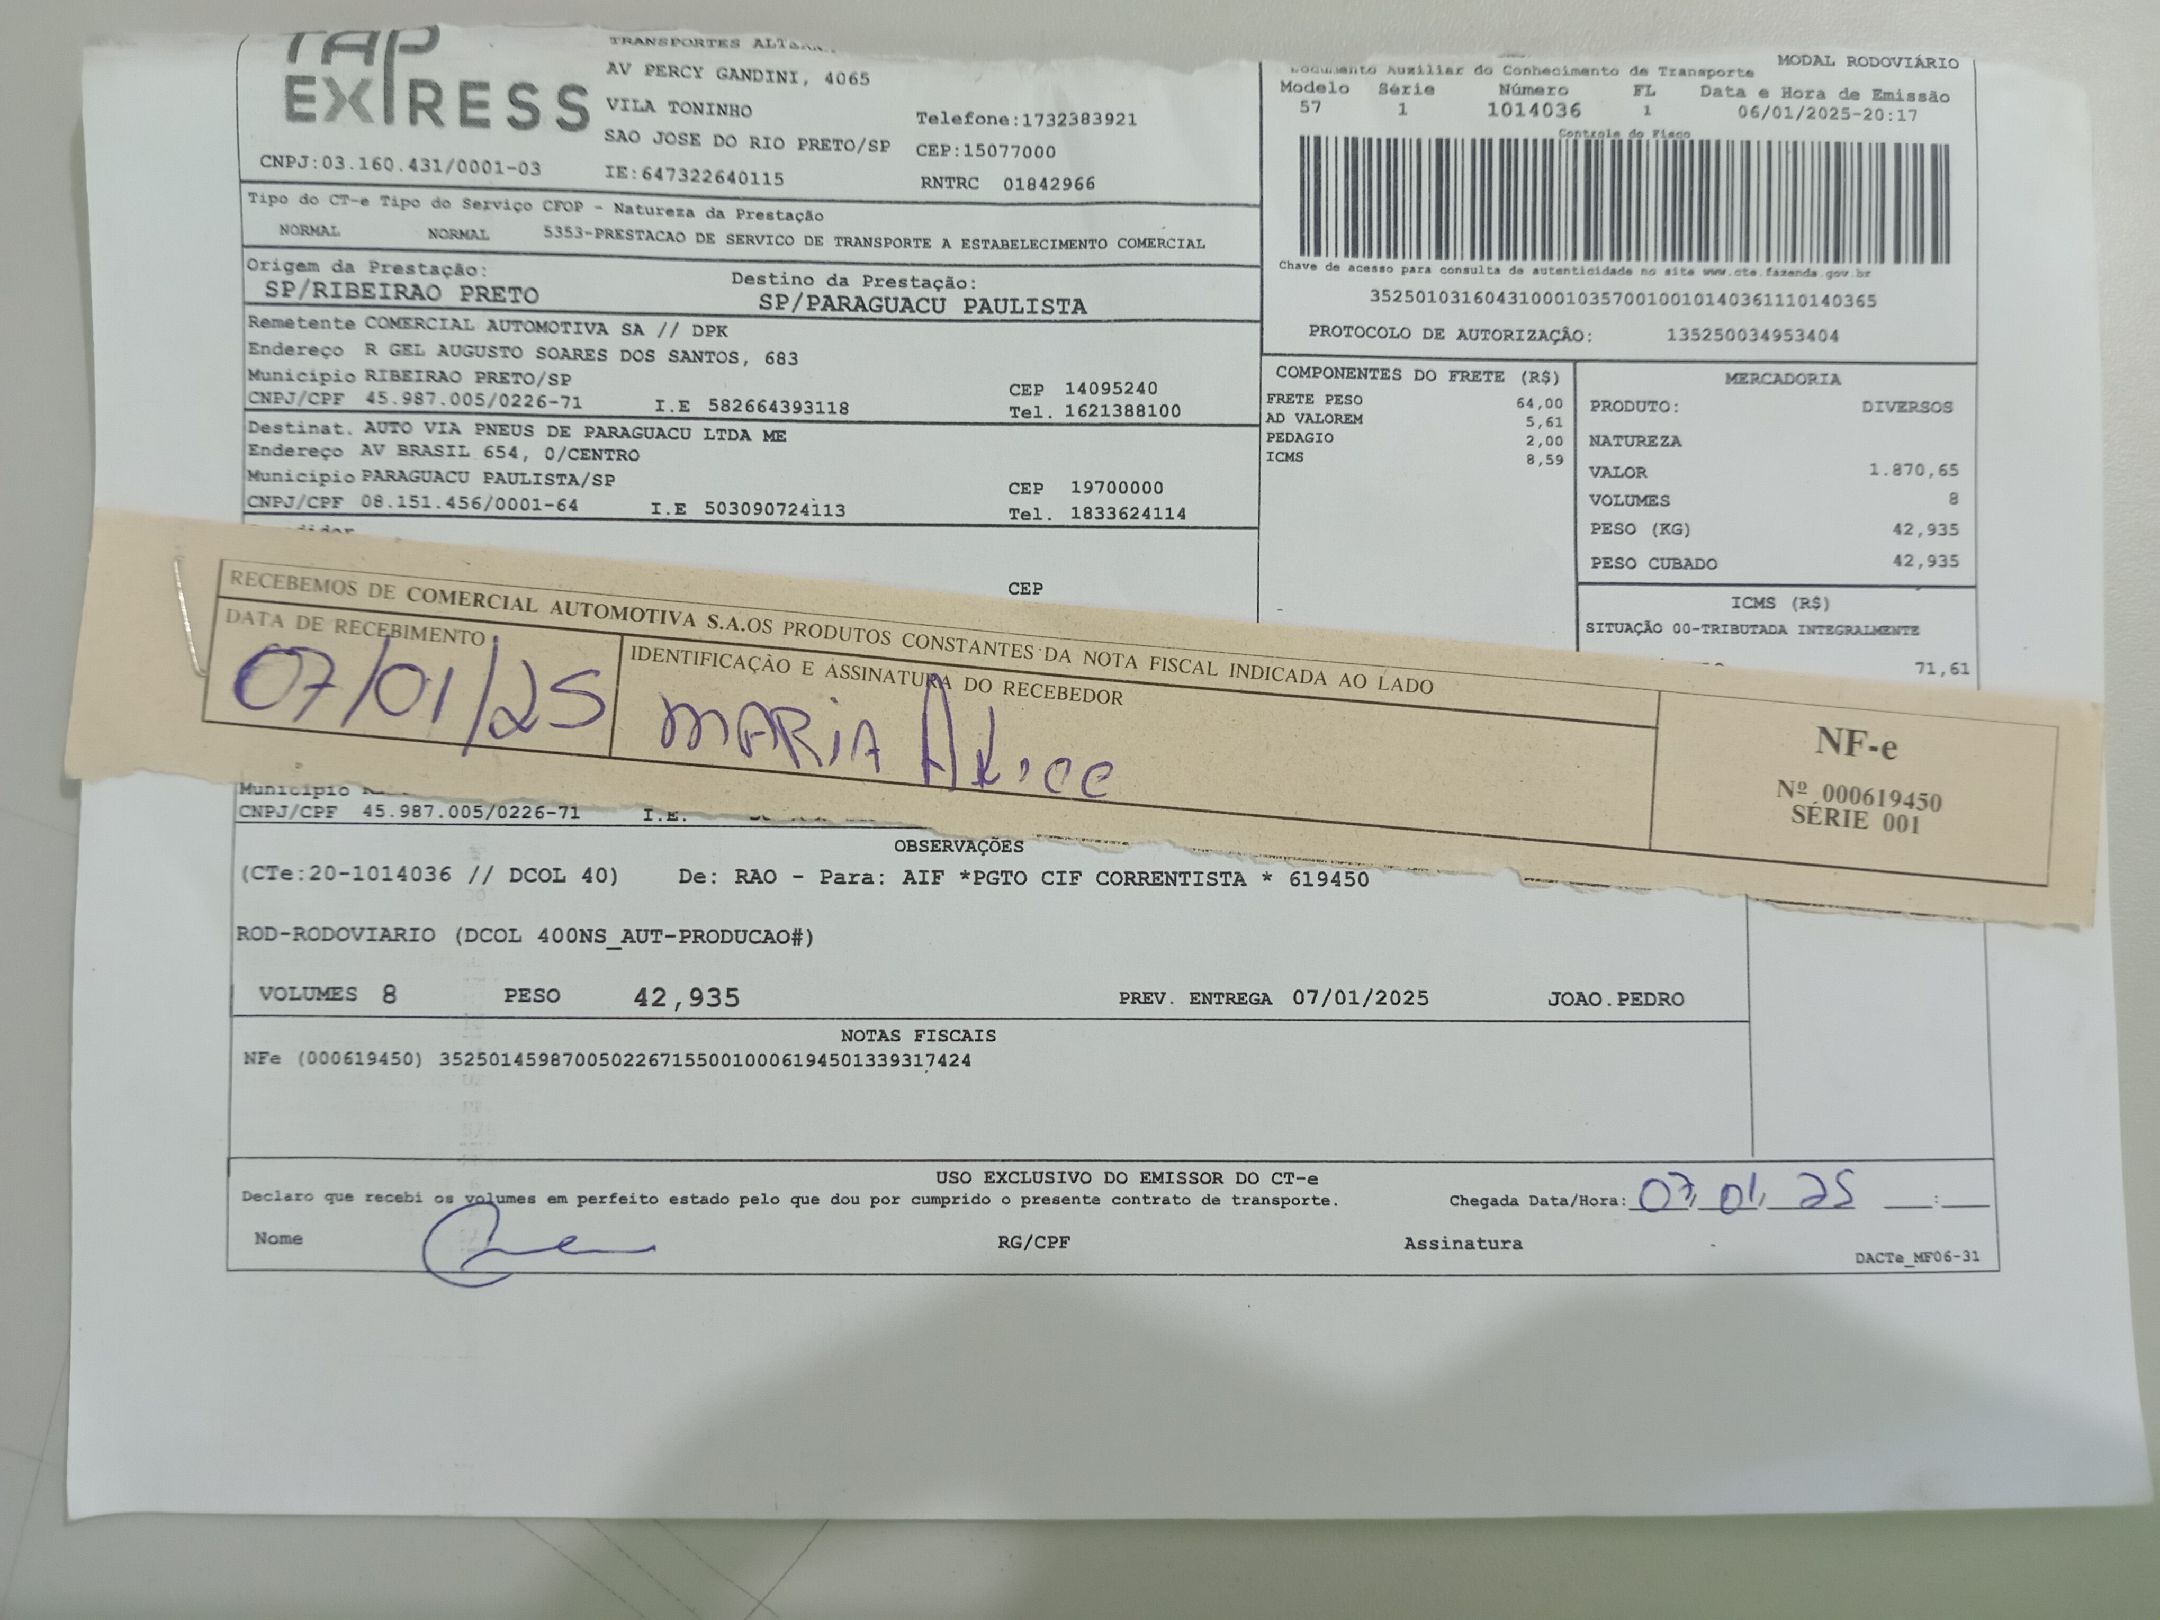 TAP
EXPRESS
CNPJ:03.160.431/0001-03
TRANSPORTES
AV PERCY GANDINI, 4065
VILA TONINHO
SAO JOSE DO RIO PRETO/SP
IE:647322640115
Telefone:1732383921
CEP:15077000
RNTRC 01842966
MODAL RODOVIÁRIO
Documento Auxiliar do Conhecimento de Transporte
Modelo Série Número FL Data e Hora de Emissão
57 1 1014036 1 06/01/2025-20:17
Controle do Fisco
Chave de acesso para consulta de autenticidade no site www.cte.fazenda.gov.br
35250103160431000103570010010140361110140365
PROTOCOLO DE AUTORIZAÇÃO: 135250034953404
Tipo do CT-e Tipo do Serviço CFOP - Natureza da Prestação
NORMAL NORMAL 5353-PRESTACAO DE SERVICO DE TRANSPORTE A ESTABELECIMENTO COMERCIAL
Origem da Prestação: Destino da Prestação:
SP/RIBEIRAO PRETO SP/PARAGUACU PAULISTA
Remetente COMERCIAL AUTOMOTIVA SA // DPK
Endereço R GEL AUGUSTO SOARES DOS SANTOS, 683
Município RIBEIRAO PRETO/SP CEP 14095240
CNPJ/CPF 45.987.005/0226-71 I.E 582664393118 Tel. 1621388100
Destinat. AUTO VIA PNEUS DE PARAGUACU LTDA ME
Endereço AV BRASIL 654, 0/CENTRO
Município PARAGUACU PAULISTA/SP CEP 19700000
CNPJ/CPF 08.151.456/0001-64 I.E 503090724113 Tel. 1833624114
CEP
COMPONENTES DO FRETE (R$)
FRETE PESO 64,00
AD VALOREM 5,61
PEDAGIO 2,00
ICMS 8,59
MERCADORIA
PRODUTO: DIVERSOS
NATUREZA
VALOR 1.870,65
VOLUMES 8
PESO (KG) 42,935
PESO CUBADO 42,935
ICMS (R$)
SITUAÇÃO 00-TRIBUTADA INTEGRALMENTE
71,61
RECEBEMOS DE COMERCIAL AUTOMOTIVA S.A.OS PRODUTOS CONSTANTES DA NOTA FISCAL INDICADA AO LADO
DATA DE RECEBIMENTO
07/01/25
IDENTIFICAÇÃO E ASSINATURA DO RECEBEDOR
MARIA Alice
NF-e
Nº 000619450
SÉRIE 001
Município
CNPJ/CPF 45.987.005/0226-71 I.E.
OBSERVAÇÕES
(CTe:20-1014036 // DCOL 40) De: RAO - Para: AIF *PGTO CIF CORRENTISTA * 619450
ROD-RODOVIARIO (DCOL 400NS_AUT-PRODUCAO#)
VOLUMES 8 PESO 42,935 PREV. ENTREGA 07/01/2025 JOAO.PEDRO
NOTAS FISCAIS
NFe (000619450) 35250145987005022671550010006194501339317424
USO EXCLUSIVO DO EMISSOR DO CT-e
Declaro que recebi os volumes em perfeito estado pelo que dou por cumprido o presente contrato de transporte. Chegada Data/Hora: 07/01/25 __:__
Nome RG/CPF Assinatura
DACTe_MF06-31